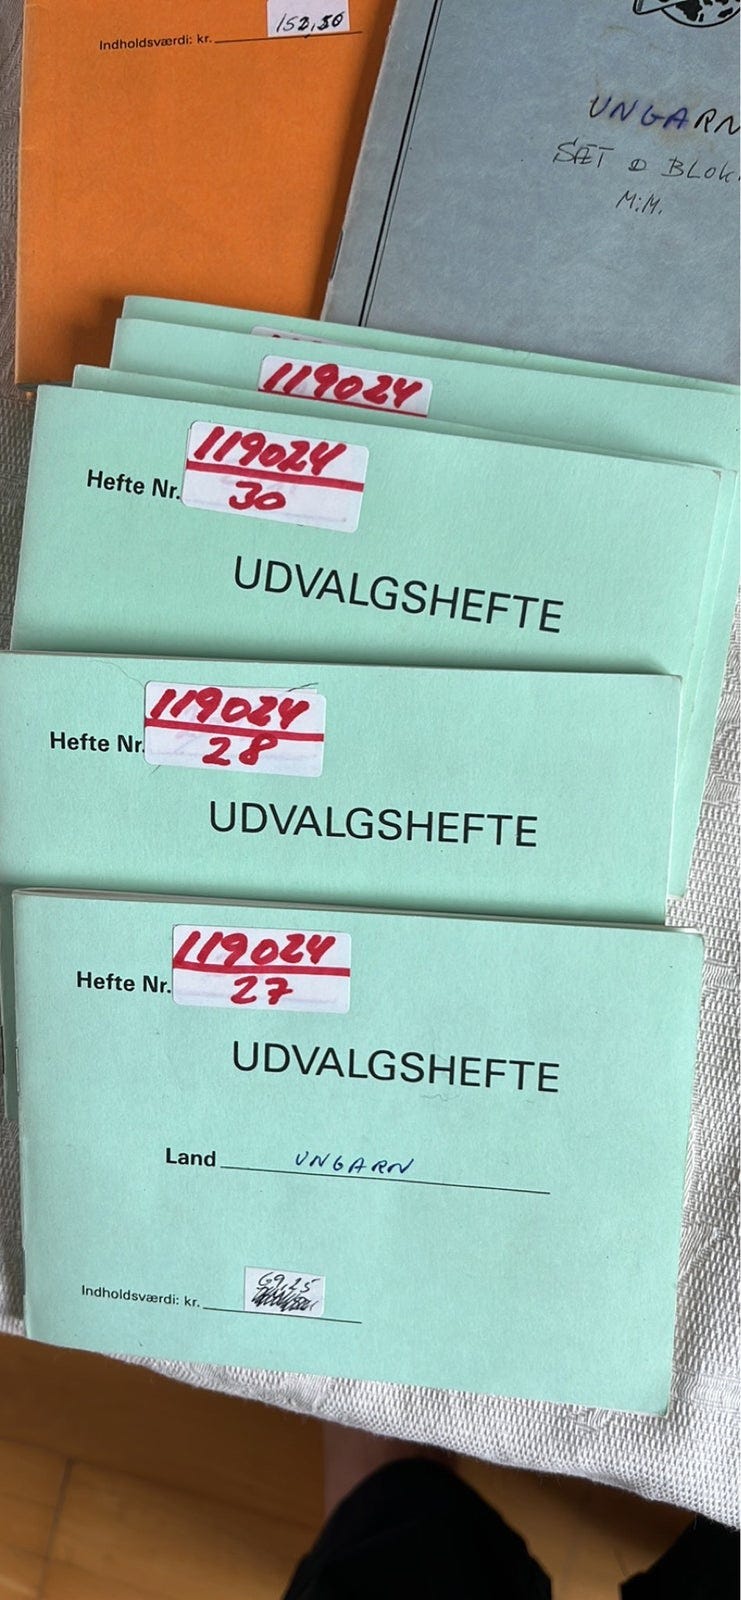 152,50
Indholdsværdi: kr.
UNGARN
SÆT & BLOK
M.M.
119024
119024
Hefte Nr.
30
UDVALGSHEFTE
119024
Hefte Nr.
28
UDVALGSHEFTE
119024
Hefte Nr.
27
UDVALGSHEFTE
Land UNGARN
69,25
Indholdsværdi: kr.